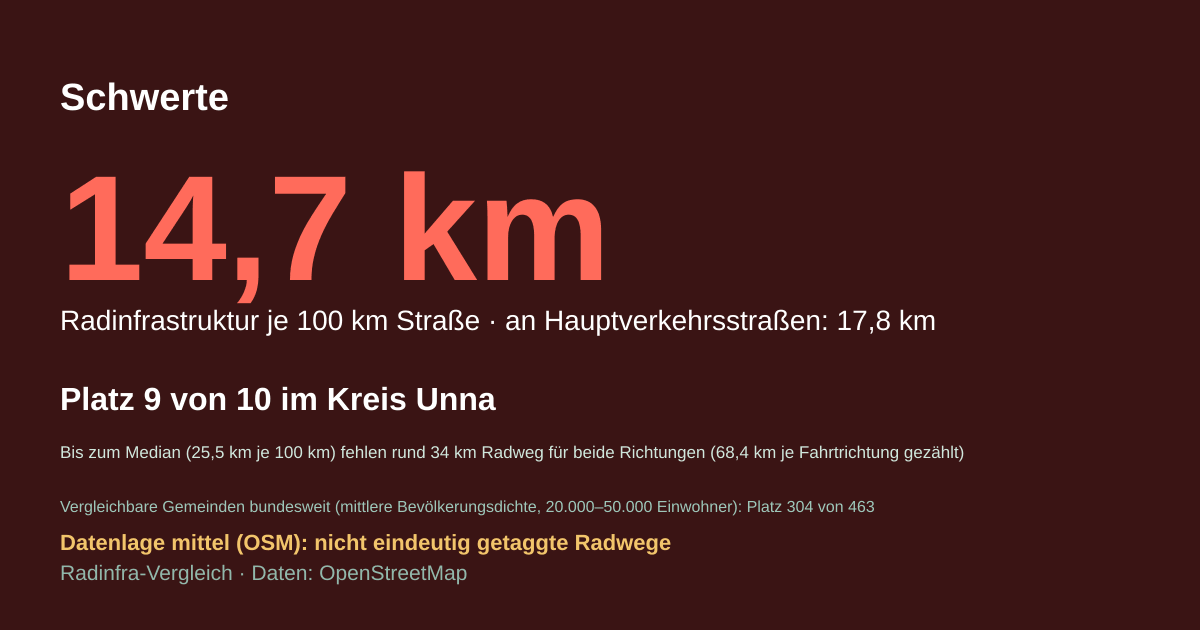 Schwerte
14,7 km
Radinfrastruktur je 100 km Straße · an Hauptverkehrsstraßen: 17,8 km
Platz 9 von 10 im Kreis Unna
Bis zum Median (25,5 km je 100 km) fehlen rund 34 km Radweg für beide Richtungen (68,4 km je Fahrtrichtung gezählt)
Vergleichbare Gemeinden bundesweit (mittlere Bevölkerungsdichte, 20.000–50.000 Einwohner): Platz 304 von 463
Datenlage mittel (OSM): nicht eindeutig getaggte Radwege
Radinfra-Vergleich · Daten: OpenStreetMap